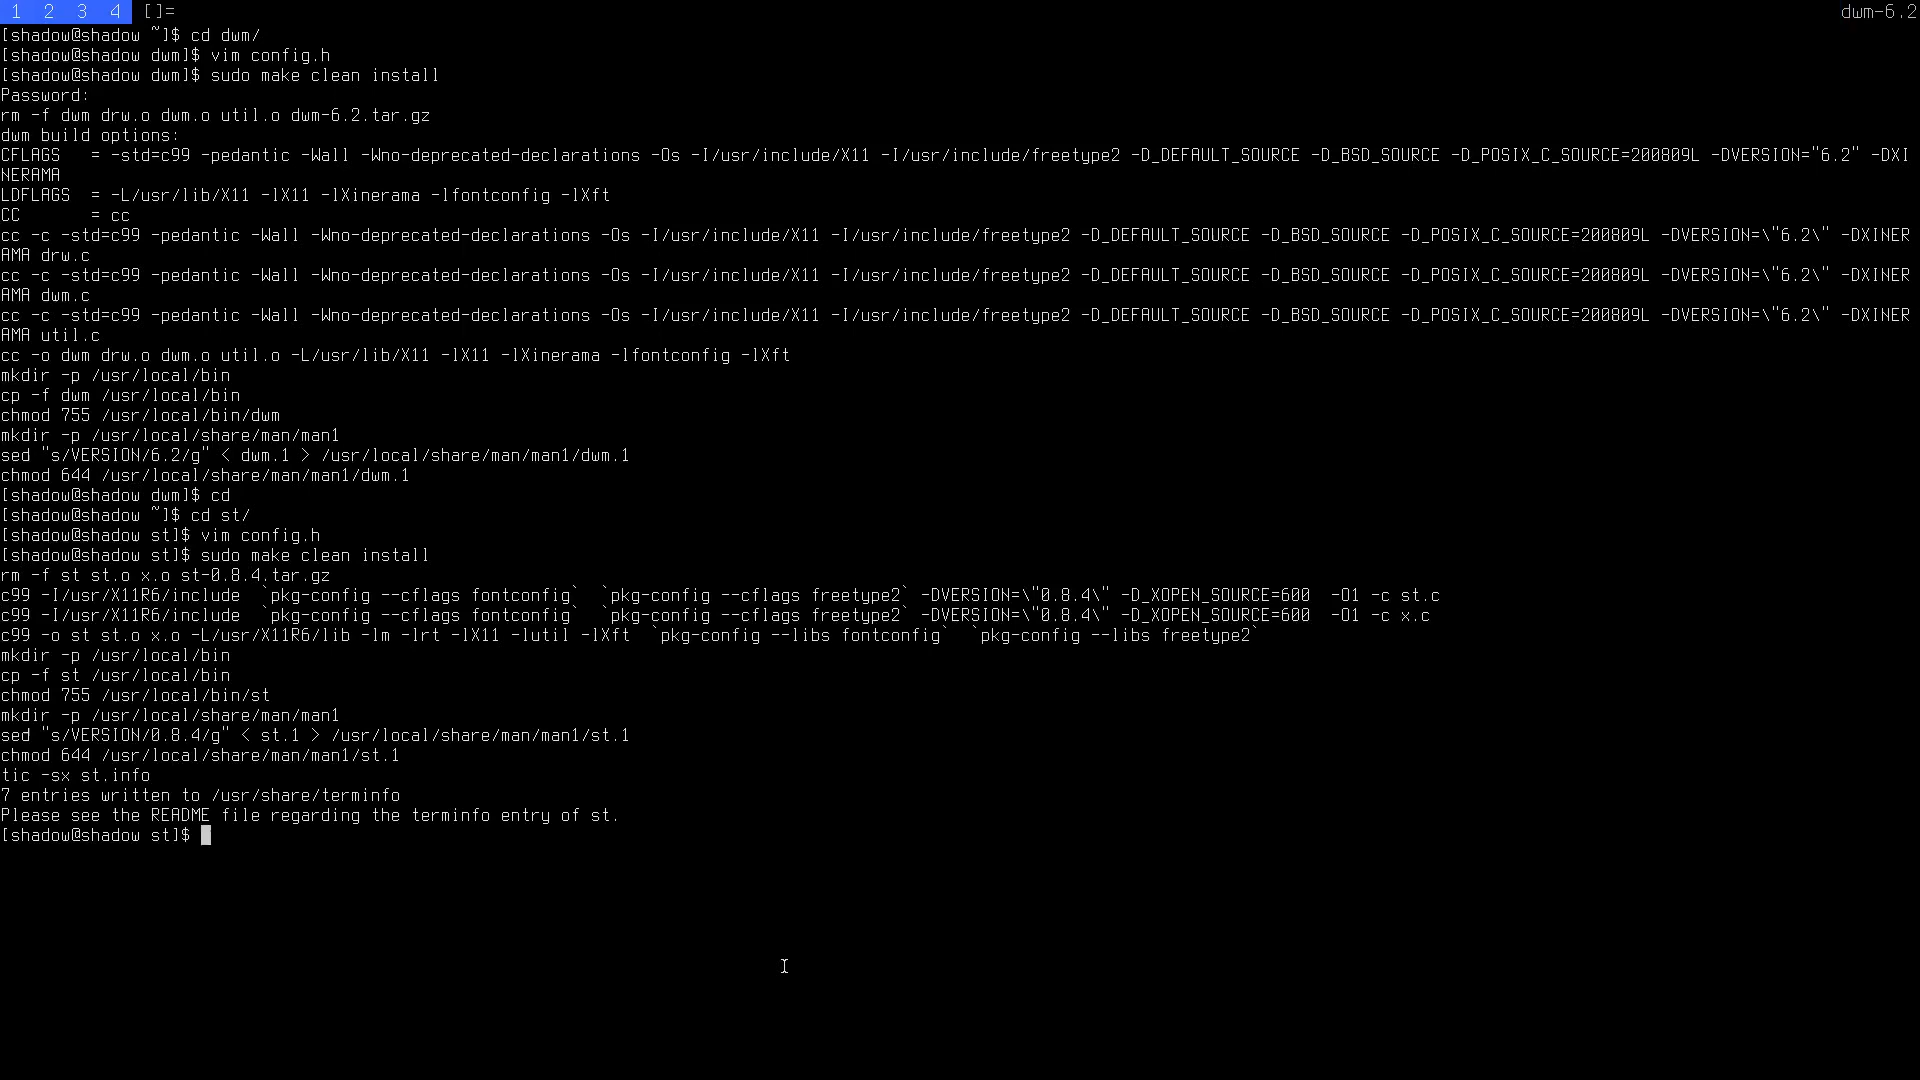 1 2 3 4 []= dwm-6.2
[shadow@shadow ~]$ cd dwm/
[shadow@shadow dwm]$ vim config.h
[shadow@shadow dwm]$ sudo make clean install
Password:
rm -f dwm drw.o dwm.o util.o dwm-6.2.tar.gz
dwm build options:
CFLAGS   = -std=c99 -pedantic -Wall -Wno-deprecated-declarations -Os -I/usr/include/X11 -I/usr/include/freetype2 -D_DEFAULT_SOURCE -D_BSD_SOURCE -D_POSIX_C_SOURCE=200809L -DVERSION="6.2" -DXI
NERAMA
LDFLAGS  = -L/usr/lib/X11 -lX11 -lXinerama -lfontconfig -lXft
CC       = cc
cc -c -std=c99 -pedantic -Wall -Wno-deprecated-declarations -Os -I/usr/include/X11 -I/usr/include/freetype2 -D_DEFAULT_SOURCE -D_BSD_SOURCE -D_POSIX_C_SOURCE=200809L -DVERSION=\"6.2\" -DXINER
AMA drw.c
cc -c -std=c99 -pedantic -Wall -Wno-deprecated-declarations -Os -I/usr/include/X11 -I/usr/include/freetype2 -D_DEFAULT_SOURCE -D_BSD_SOURCE -D_POSIX_C_SOURCE=200809L -DVERSION=\"6.2\" -DXINER
AMA dwm.c
cc -c -std=c99 -pedantic -Wall -Wno-deprecated-declarations -Os -I/usr/include/X11 -I/usr/include/freetype2 -D_DEFAULT_SOURCE -D_BSD_SOURCE -D_POSIX_C_SOURCE=200809L -DVERSION=\"6.2\" -DXINER
AMA util.c
cc -o dwm drw.o dwm.o util.o -L/usr/lib/X11 -lX11 -lXinerama -lfontconfig -lXft
mkdir -p /usr/local/bin
cp -f dwm /usr/local/bin
chmod 755 /usr/local/bin/dwm
mkdir -p /usr/local/share/man/man1
sed "s/VERSION/6.2/g" < dwm.1 > /usr/local/share/man/man1/dwm.1
chmod 644 /usr/local/share/man/man1/dwm.1
[shadow@shadow dwm]$ cd
[shadow@shadow ~]$ cd st/
[shadow@shadow st]$ vim config.h
[shadow@shadow st]$ sudo make clean install
rm -f st st.o x.o st-0.8.4.tar.gz
c99 -I/usr/X11R6/include  `pkg-config --cflags fontconfig`  `pkg-config --cflags freetype2` -DVERSION=\"0.8.4\" -D_XOPEN_SOURCE=600  -O1 -c st.c
c99 -I/usr/X11R6/include  `pkg-config --cflags fontconfig`  `pkg-config --cflags freetype2` -DVERSION=\"0.8.4\" -D_XOPEN_SOURCE=600  -O1 -c x.c
c99 -o st st.o x.o -L/usr/X11R6/lib -lm -lrt -lX11 -lutil -lXft  `pkg-config --libs fontconfig`  `pkg-config --libs freetype2`
mkdir -p /usr/local/bin
cp -f st /usr/local/bin
chmod 755 /usr/local/bin/st
mkdir -p /usr/local/share/man/man1
sed "s/VERSION/0.8.4/g" < st.1 > /usr/local/share/man/man1/st.1
chmod 644 /usr/local/share/man/man1/st.1
tic -sx st.info
7 entries written to /usr/share/terminfo
Please see the README file regarding the terminfo entry of st.
[shadow@shadow st]$